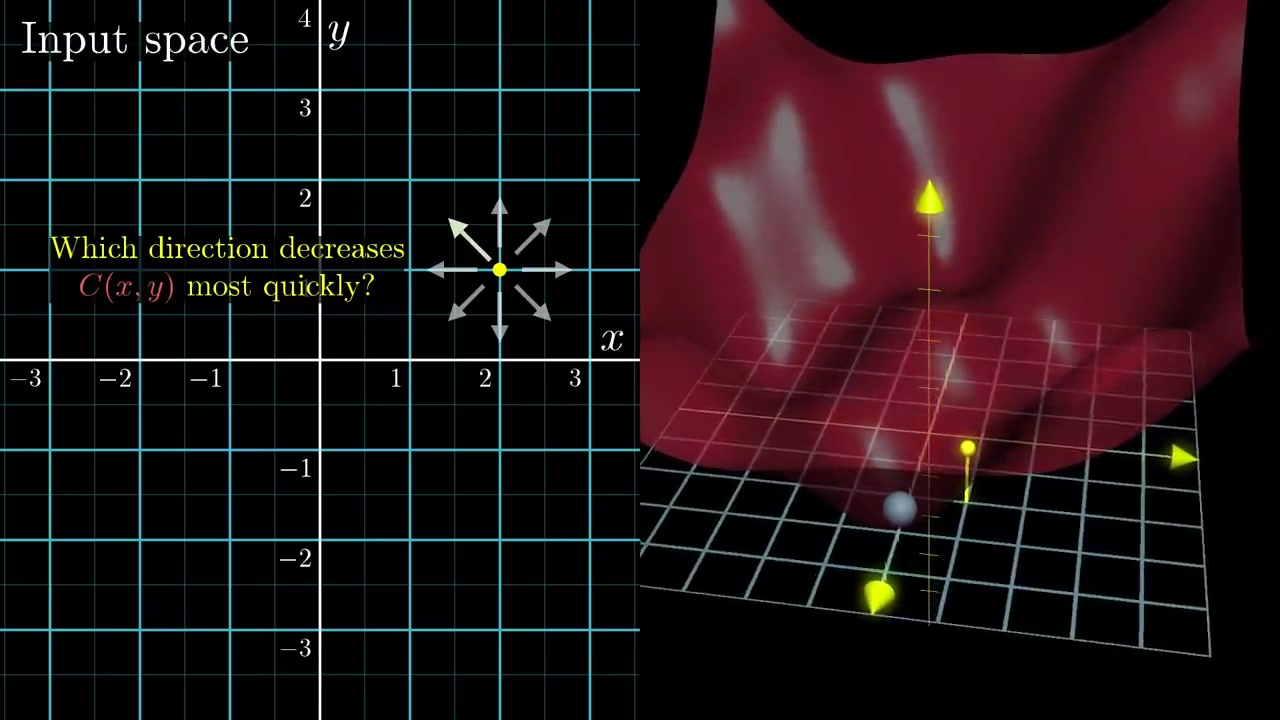 Input space
y
4
3
2
Which direction decreases
C(x, y) most quickly?
x
−3 −2 −1 1 2 3
−1
−2
−3